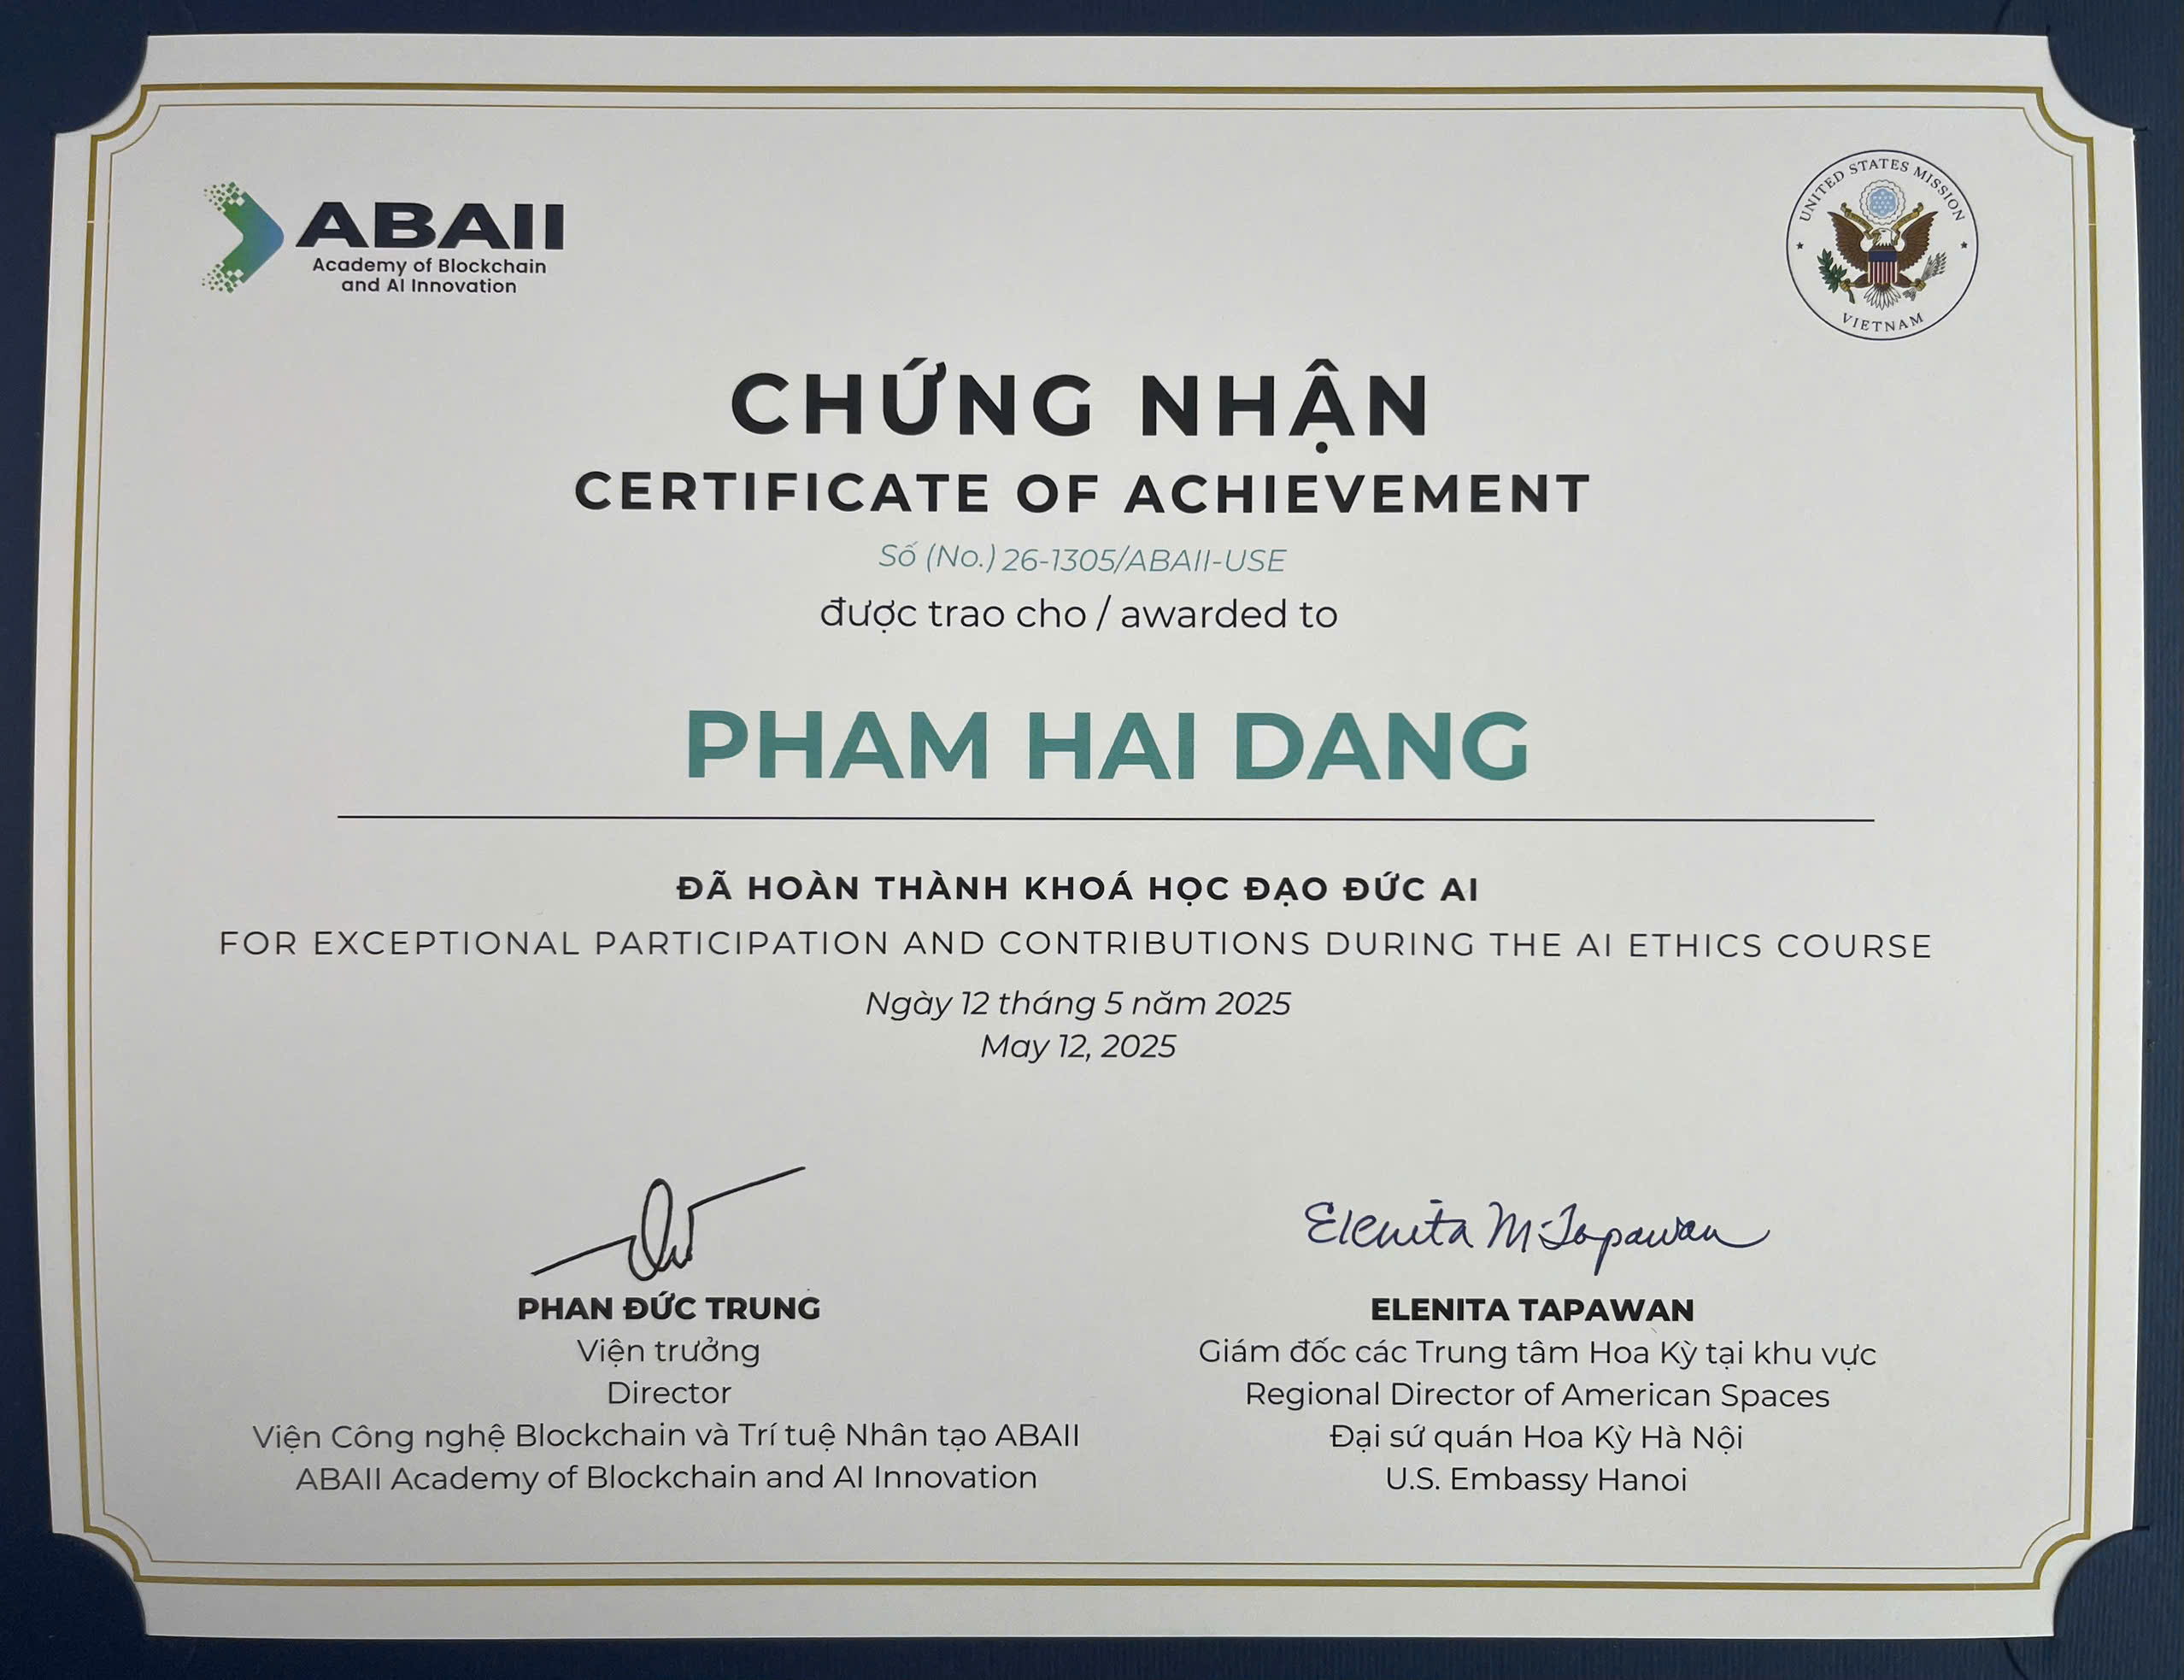 ABAII
Academy of Blockchain
and AI Innovation
UNITED STATES MISSION
VIETNAM
CHỨNG NHẬN
CERTIFICATE OF ACHIEVEMENT
Số (No.) 26-1305/ABAII-USE
được trao cho / awarded to
PHAM HAI DANG
ĐÃ HOÀN THÀNH KHOÁ HỌC ĐẠO ĐỨC AI
FOR EXCEPTIONAL PARTICIPATION AND CONTRIBUTIONS DURING THE AI ETHICS COURSE
Ngày 12 tháng 5 năm 2025
May 12, 2025
Elenita M. Tapawan
PHAN ĐỨC TRUNG
Viện trưởng
Director
Viện Công nghệ Blockchain và Trí tuệ Nhân tạo ABAII
ABAII Academy of Blockchain and AI Innovation
ELENITA TAPAWAN
Giám đốc các Trung tâm Hoa Kỳ tại khu vực
Regional Director of American Spaces
Đại sứ quán Hoa Kỳ Hà Nội
U.S. Embassy Hanoi